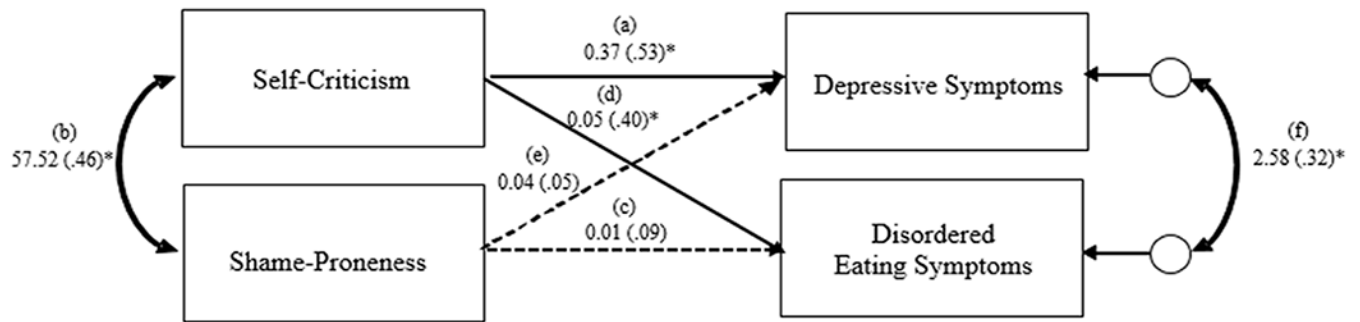 (a)
0.37 (.53)*
Self-Criticism
Depressive Symptoms
(d)
0.05 (.40)*
(b)
57.52 (.46)*
(f)
2.58 (.32)*
(e)
0.04 (.05)
(c)
0.01 (.09)
Shame-Proneness
Disordered
Eating Symptoms